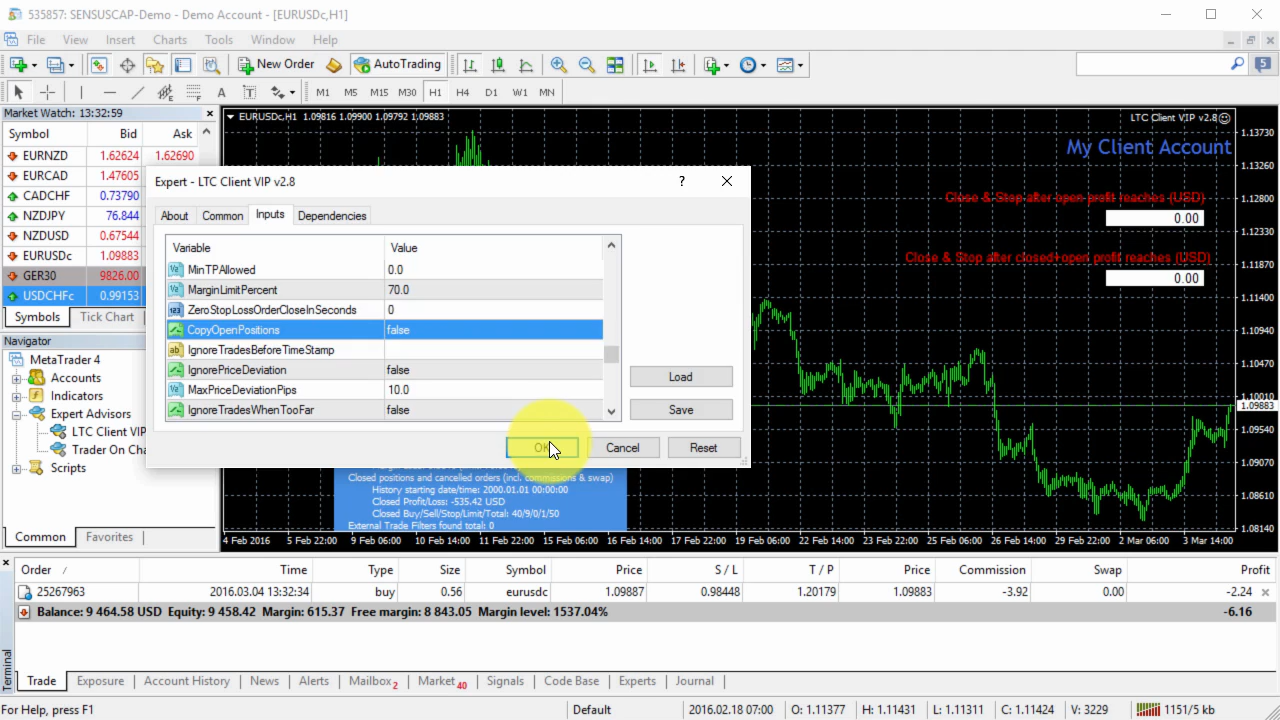 535857: SENSUSCAP-Demo - Demo Account - [EURUSDc,H1]
File View Insert Charts Tools Window Help
New Order AutoTrading 5
A T M1 M5 M15 M30 H1 H4 D1 W1 MN
Market Watch: 13:32:59
Symbol Bid Ask
EURNZD 1.62624 1.62690
EURCAD 1.47605
CADCHF 0.73790
NZDJPY 76.844
NZDUSD 0.67544
EURUSDc 1.09883
GER30 9826.00
USDCHFc 0.99153
Symbols Tick Chart
Navigator
MetaTrader 4
Accounts
Indicators
Expert Advisors
LTC Client VIP
Trader On Cha
Scripts
Common Favorites
EURUSDc,H1 1.09816 1.09900 1.09792 1.09883
LTC Client VIP v2.8
My Client Account
Close & Stop after open profit reaches (USD)
0.00
Close & Stop after closed+open profit reaches (USD)
0.00
1.13730
1.13260
1.12800
1.12330
1.11870
1.11400
1.10940
1.10470
1.10010
1.09883
1.09540
1.09070
1.08610
1.08140
Expert - LTC Client VIP v2.8
?
About Common Inputs Dependencies
Variable Value
MinTPAllowed 0.0
MarginLimitPercent 70.0
ZeroStopLossOrderCloseInSeconds 0
CopyOpenPositions false
IgnoreTradesBeforeTimeStamp
IgnorePriceDeviation false
MaxPriceDeviationPips 10.0
IgnoreTradesWhenTooFar false
Load
Save
OK Cancel Reset
Closed positions and cancelled orders (incl. commissions & swap)
History starting date/time: 2000.01.01 00:00:00
Closed Profit/Loss: -535.42 USD
Closed Buy/Sell/Stop/Limit/Total: 40/9/0/1/50
External Trade Filters found total: 0
4 Feb 2016 5 Feb 22:00 9 Feb 06:00 10 Feb 14:00 11 Feb 22:00 15 Feb 06:00 16 Feb 14:00 17 Feb 22:00 19 Feb 06:00 22 Feb 14:00 23 Feb 22:00 25 Feb 06:00 26 Feb 14:00 29 Feb 22:00 2 Mar 06:00 3 Mar 14:00
Order / Time Type Size Symbol Price S / L T / P Price Commission Swap Profit
25267963 2016.03.04 13:32:34 buy 0.56 eurusdc 1.09887 0.98448 1.20179 1.09883 -3.92 0.00 -2.24
Balance: 9 464.58 USD Equity: 9 458.42 Margin: 615.37 Free margin: 8 843.05 Margin level: 1537.04% -6.16
Terminal
Trade Exposure Account History News Alerts Mailbox 2 Market 40 Signals Code Base Experts Journal
For Help, press F1 Default 2016.02.18 07:00 O: 1.11377 H: 1.11431 L: 1.11311 C: 1.11424 V: 3229 1151/5 kb